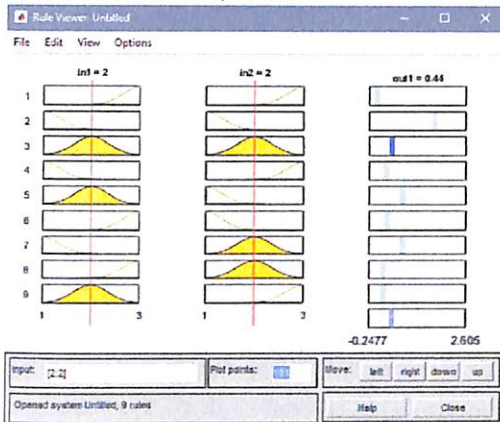 Rule Viewer: Untitled
File Edit View Options
in1 = 2 in2 = 2 out1 = 0.44
1
2
3
4
5
6
7
8
9
1 3 1 3
-0.2477 2.605
Input: [2;2] Plot points: Move: left right down up
Opened system Untitled, 9 rules Help Close